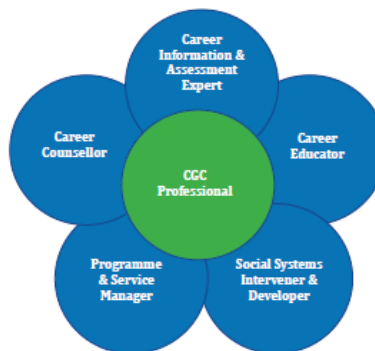 Career
Information &
Assessment
Expert
Career
Counsellor
Career
Educator
CGC
Professional
Programme
& Service
Manager
Social Systems
Intervener &
Developer